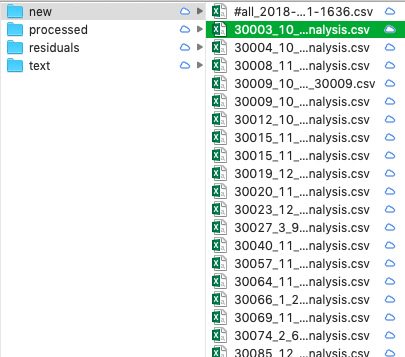 new
processed
residuals
text
#all_2018-...1-1636.csv
30003_10_...nalysis.csv
30004_10_...nalysis.csv
30008_11_...nalysis.csv
30009_10_..._30009.csv
30009_10_...nalysis.csv
30012_10_...nalysis.csv
30015_11_...nalysis.csv
30015_11_...nalysis.csv
30019_12_...nalysis.csv
30020_11_...nalysis.csv
30023_12_...nalysis.csv
30027_3_9...nalysis.csv
30040_11_...nalysis.csv
30057_11_...nalysis.csv
30064_11_...nalysis.csv
30066_1_2...nalysis.csv
30069_11_...nalysis.csv
30074_2_6...nalysis.csv
30085_12_...nalysis.csv